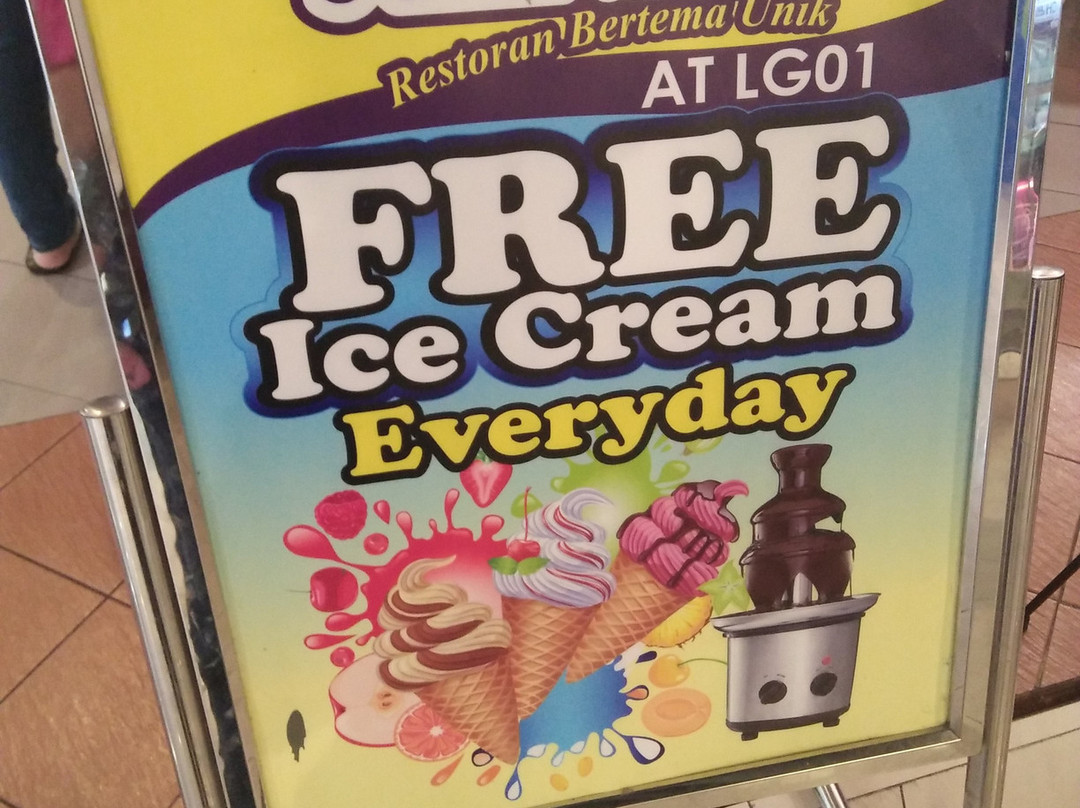 Restoran Bertema Unik
AT LG01
FREE
Ice Cream
Everyday